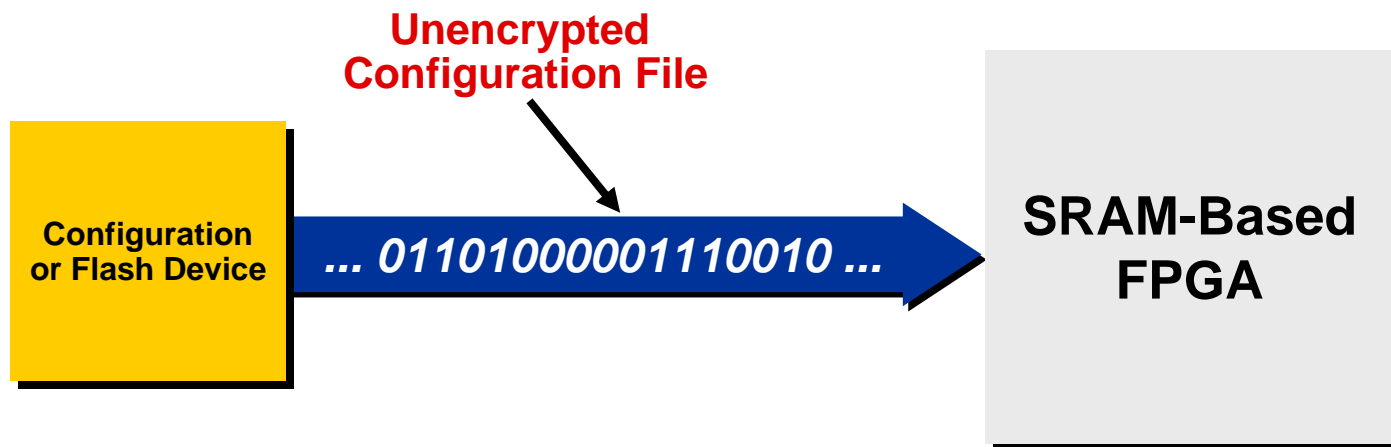 Unencrypted
Configuration File
Configuration
or Flash Device
... 01101000001110010 ...
SRAM-Based
FPGA